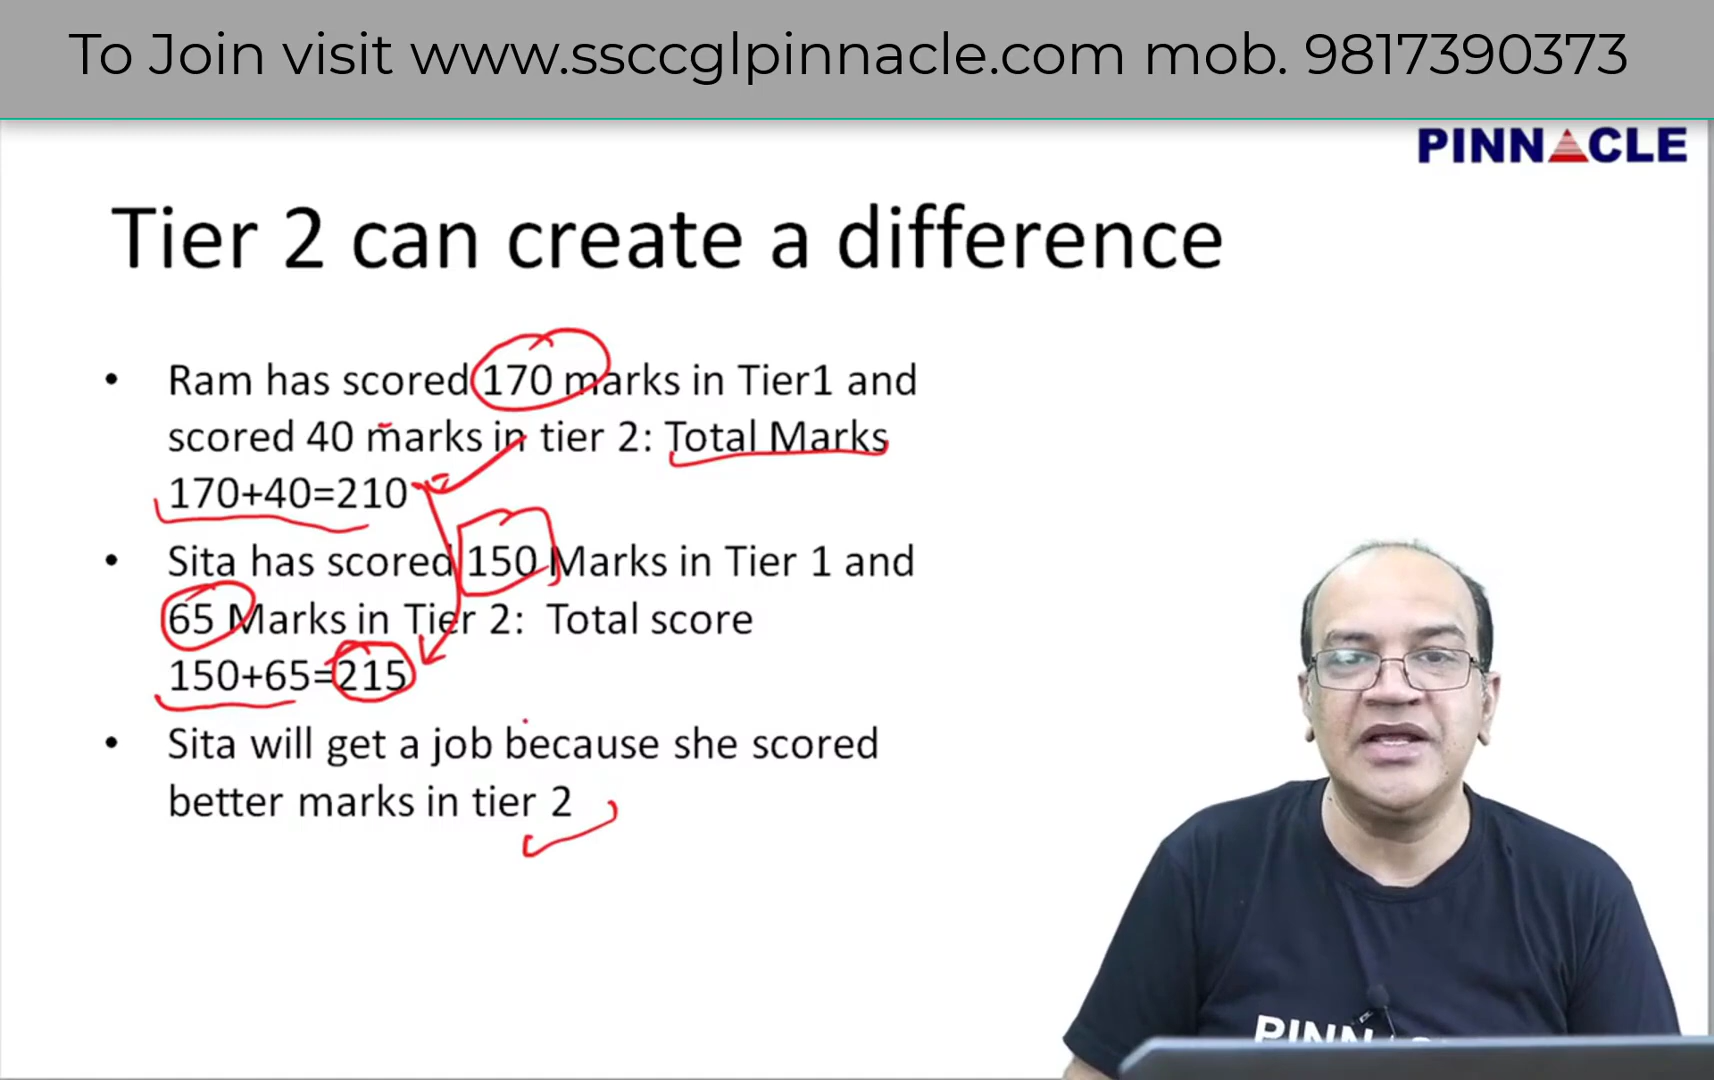 To Join visit www.ssccglpinnacle.com mob. 9817390373
PINNACLE
Tier 2 can create a difference
• Ram has scored 170 marks in Tier1 and
scored 40 marks in tier 2: Total Marks
170+40=210
• Sita has scored 150 Marks in Tier 1 and
65 Marks in Tier 2: Total score
150+65=215
• Sita will get a job because she scored
better marks in tier 2
PINN